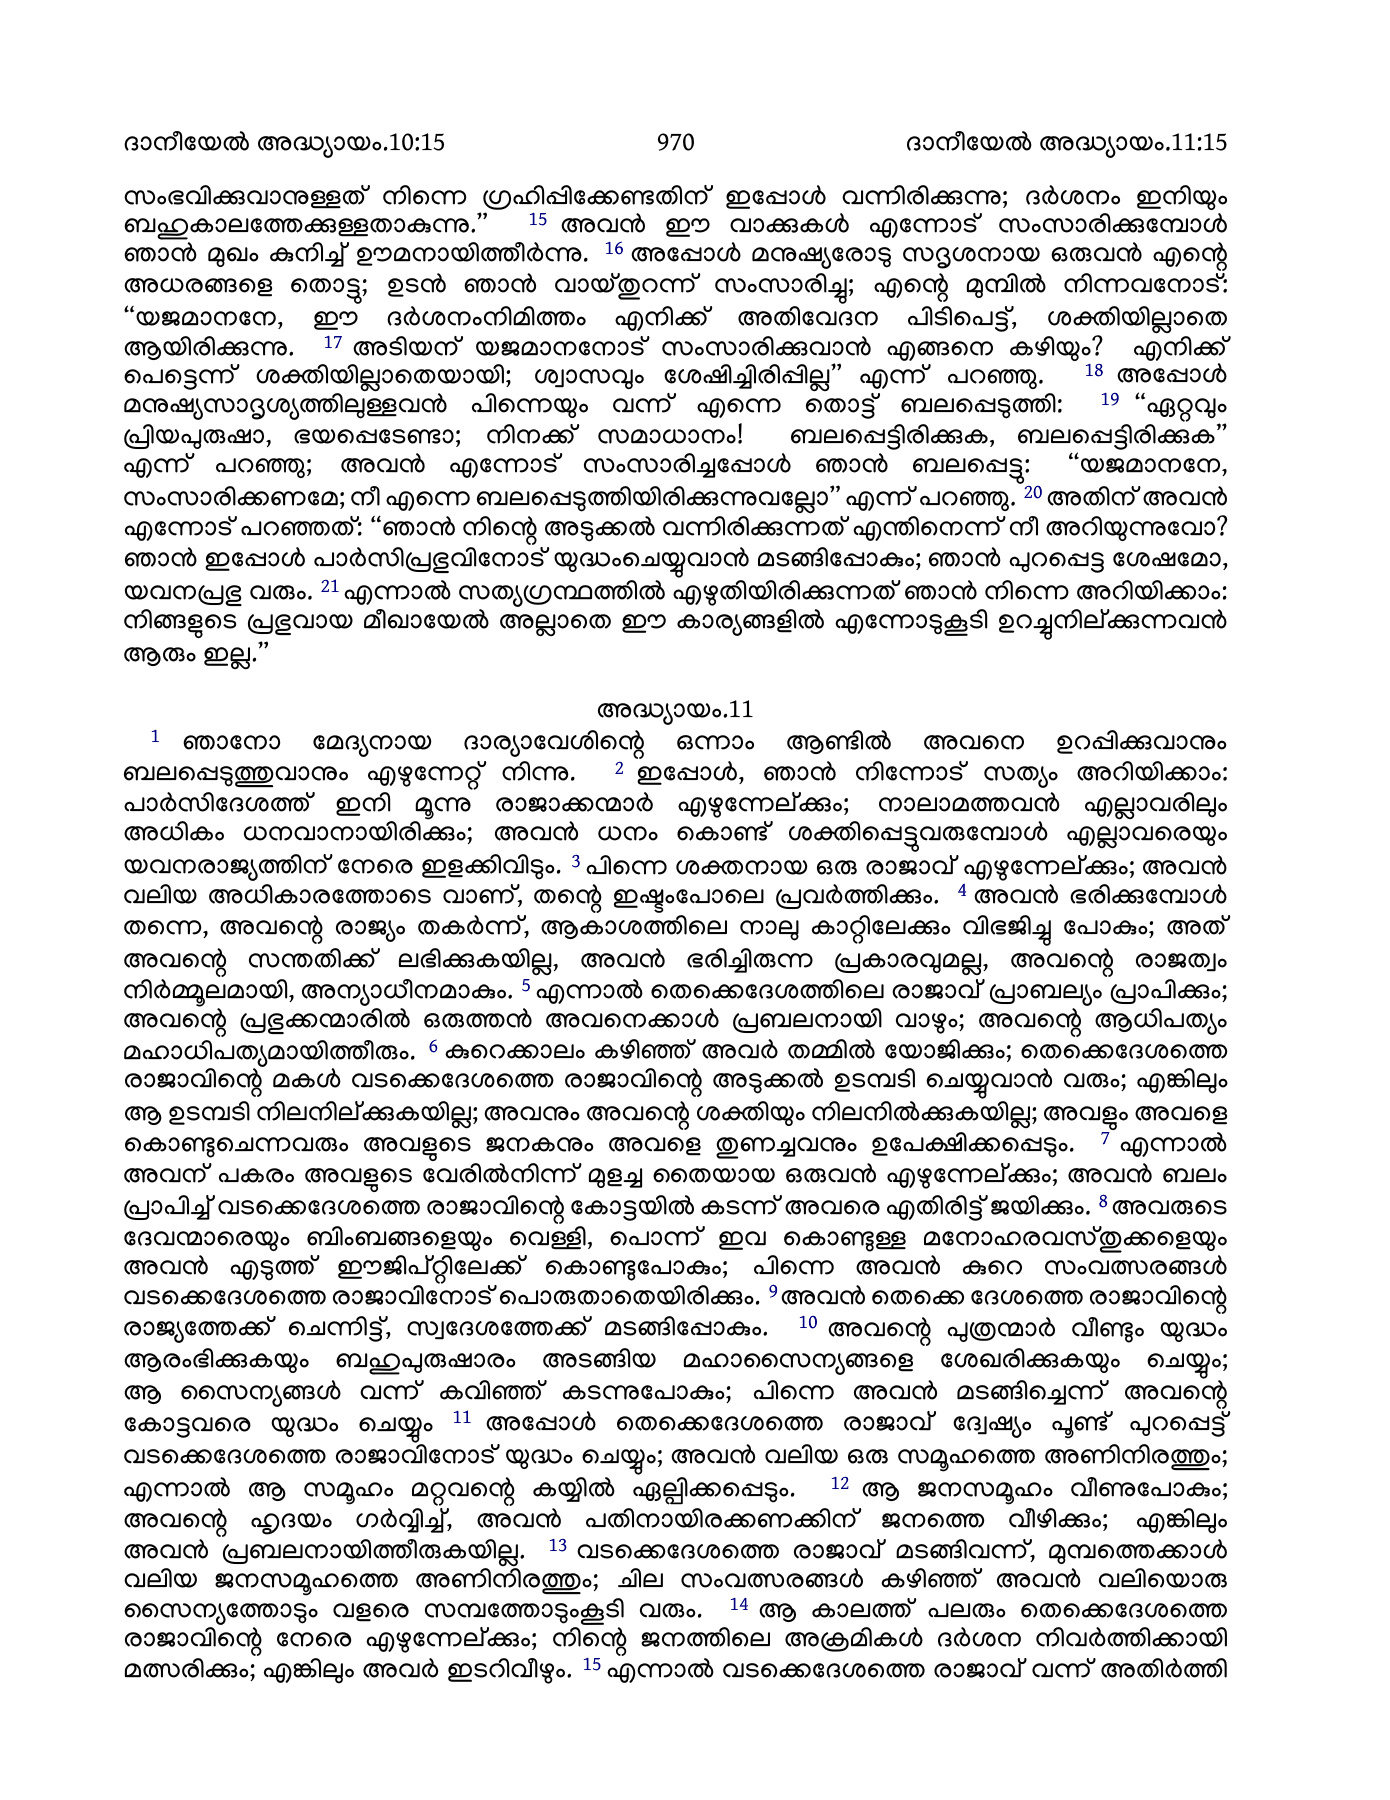 ദാനീയേൽ അദ്ധ്യായം.10:15 970 ദാനീയേൽ അദ്ധ്യായം.11:15
സംഭവിക്കുവാനുള്ളത് നിന്നെ ഗ്രഹിപ്പിക്കേണ്ടതിന് ഇപ്പോൾ വന്നിരിക്കുന്നു; ദർശനം ഇനിയും
ബഹുകാലത്തേക്കുള്ളതാകുന്നു.” 15 അവൻ ഈ വാക്കുകൾ എന്നോട് സംസാരിക്കുമ്പോൾ
ഞാൻ മുഖം കുനിച്ച് ഊമനായിത്തീർന്നു. 16 അപ്പോൾ മനുഷ്യരോടു സദൃശനായ ഒരുവൻ എന്റെ
അധരങ്ങളെ തൊട്ടു; ഉടൻ ഞാൻ വായ്തുറന്ന് സംസാരിച്ചു; എന്റെ മുമ്പിൽ നിന്നവനോട്:
“യജമാനനേ, ഈ ദർശനംനിമിത്തം എനിക്ക് അതിവേദന പിടിപെട്ട്, ശക്തിയില്ലാതെ
ആയിരിക്കുന്നു. 17 അടിയന് യജമാനനോട് സംസാരിക്കുവാൻ എങ്ങനെ കഴിയും? എനിക്ക്
പെട്ടെന്ന് ശക്തിയില്ലാതെയായി; ശ്വാസവും ശേഷിച്ചിരിപ്പില്ല” എന്ന് പറഞ്ഞു. 18 അപ്പോൾ
മനുഷ്യസാദൃശ്യത്തിലുള്ളവൻ പിന്നെയും വന്ന് എന്നെ തൊട്ട് ബലപ്പെടുത്തി: 19 “ഏറ്റവും
പ്രിയപുരുഷാ, ഭയപ്പെടേണ്ടാ; നിനക്ക് സമാധാനം! ബലപ്പെട്ടിരിക്കുക, ബലപ്പെട്ടിരിക്കുക”
എന്ന് പറഞ്ഞു; അവൻ എന്നോട് സംസാരിച്ചപ്പോൾ ഞാൻ ബലപ്പെട്ടു: “യജമാനനേ,
സംസാരിക്കണമേ; നീ എന്നെ ബലപ്പെടുത്തിയിരിക്കുന്നുവല്ലോ” എന്ന് പറഞ്ഞു. 20 അതിന് അവൻ
എന്നോട് പറഞ്ഞത്: “ഞാൻ നിന്റെ അടുക്കൽ വന്നിരിക്കുന്നത് എന്തിനെന്ന് നീ അറിയുന്നുവോ?
ഞാൻ ഇപ്പോൾ പാർസിപ്രഭുവിനോട് യുദ്ധംചെയ്യുവാൻ മടങ്ങിപ്പോകും; ഞാൻ പുറപ്പെട്ട ശേഷമോ,
യവനപ്രഭു വരും. 21 എന്നാൽ സത്യഗ്രന്ഥത്തിൽ എഴുതിയിരിക്കുന്നത് ഞാൻ നിന്നെ അറിയിക്കാം:
നിങ്ങളുടെ പ്രഭുവായ മീഖായേൽ അല്ലാതെ ഈ കാര്യങ്ങളിൽ എന്നോടുകൂടി ഉറച്ചുനില്ക്കുന്നവൻ
ആരും ഇല്ല.”
അദ്ധ്യായം.11
1 ഞാനോ മേദ്യനായ ദാര്യാവേശിന്റെ ഒന്നാം ആണ്ടിൽ അവനെ ഉറപ്പിക്കുവാനും
ബലപ്പെടുത്തുവാനും എഴുന്നേറ്റ് നിന്നു. 2 ഇപ്പോൾ, ഞാൻ നിന്നോട് സത്യം അറിയിക്കാം:
പാർസിദേശത്ത് ഇനി മൂന്നു രാജാക്കന്മാർ എഴുന്നേല്ക്കും; നാലാമത്തവൻ എല്ലാവരിലും
അധികം ധനവാനായിരിക്കും; അവൻ ധനം കൊണ്ട് ശക്തിപ്പെട്ടുവരുമ്പോൾ എല്ലാവരെയും
യവനരാജ്യത്തിന് നേരെ ഇളക്കിവിടും. 3 പിന്നെ ശക്തനായ ഒരു രാജാവ് എഴുന്നേല്ക്കും; അവൻ
വലിയ അധികാരത്തോടെ വാണ്, തന്റെ ഇഷ്ടംപോലെ പ്രവർത്തിക്കും. 4 അവൻ ഭരിക്കുമ്പോൾ
തന്നെ, അവന്റെ രാജ്യം തകർന്ന്, ആകാശത്തിലെ നാലു കാറ്റിലേക്കും വിഭജിച്ചു പോകും; അത്
അവന്റെ സന്തതിക്ക് ലഭിക്കുകയില്ല, അവൻ ഭരിച്ചിരുന്ന പ്രകാരവുമല്ല, അവന്റെ രാജത്വം
നിർമ്മൂലമായി, അന്യാധീനമാകും. 5 എന്നാൽ തെക്കെദേശത്തിലെ രാജാവ് പ്രാബല്യം പ്രാപിക്കും;
അവന്റെ പ്രഭുക്കന്മാരിൽ ഒരുത്തൻ അവനെക്കാൾ പ്രബലനായി വാഴും; അവന്റെ ആധിപത്യം
മഹാധിപത്യമായിത്തീരും. 6 കുറെക്കാലം കഴിഞ്ഞ് അവർ തമ്മിൽ യോജിക്കും; തെക്കെദേശത്തെ
രാജാവിന്റെ മകൾ വടക്കെദേശത്തെ രാജാവിന്റെ അടുക്കൽ ഉടമ്പടി ചെയ്യുവാൻ വരും; എങ്കിലും
ആ ഉടമ്പടി നിലനില്ക്കുകയില്ല; അവനും അവന്റെ ശക്തിയും നിലനിൽക്കുകയില്ല; അവളും അവളെ
കൊണ്ടുചെന്നവരും അവളുടെ ജനകനും അവളെ തുണച്ചവനും ഉപേക്ഷിക്കപ്പെടും. 7 എന്നാൽ
അവന് പകരം അവളുടെ വേരിൽനിന്ന് മുളച്ച തൈയായ ഒരുവൻ എഴുന്നേല്ക്കും; അവൻ ബലം
പ്രാപിച്ച് വടക്കെദേശത്തെ രാജാവിന്റെ കോട്ടയിൽ കടന്ന് അവരെ എതിരിട്ട് ജയിക്കും. 8 അവരുടെ
ദേവന്മാരെയും ബിംബങ്ങളെയും വെള്ളി, പൊന്ന് ഇവ കൊണ്ടുള്ള മനോഹരവസ്തുക്കളെയും
അവൻ എടുത്ത് ഈജിപ്റ്റിലേക്ക് കൊണ്ടുപോകും; പിന്നെ അവൻ കുറെ സംവത്സരങ്ങൾ
വടക്കെദേശത്തെ രാജാവിനോട് പൊരുതാതെയിരിക്കും. 9 അവൻ തെക്കെ ദേശത്തെ രാജാവിന്റെ
രാജ്യത്തേക്ക് ചെന്നിട്ട്, സ്വദേശത്തേക്ക് മടങ്ങിപ്പോകും. 10 അവന്റെ പുത്രന്മാർ വീണ്ടും യുദ്ധം
ആരംഭിക്കുകയും ബഹുപുരുഷാരം അടങ്ങിയ മഹാസൈന്യങ്ങളെ ശേഖരിക്കുകയും ചെയ്യും;
ആ സൈന്യങ്ങൾ വന്ന് കവിഞ്ഞ് കടന്നുപോകും; പിന്നെ അവൻ മടങ്ങിച്ചെന്ന് അവന്റെ
കോട്ടവരെ യുദ്ധം ചെയ്യും 11 അപ്പോൾ തെക്കെദേശത്തെ രാജാവ് ദ്വേഷ്യം പൂണ്ട് പുറപ്പെട്ട്
വടക്കെദേശത്തെ രാജാവിനോട് യുദ്ധം ചെയ്യും; അവൻ വലിയ ഒരു സമൂഹത്തെ അണിനിരത്തും;
എന്നാൽ ആ സമൂഹം മറ്റവന്റെ കയ്യിൽ ഏല്പിക്കപ്പെടും. 12 ആ ജനസമൂഹം വീണുപോകും;
അവന്റെ ഹൃദയം ഗർവ്വിച്ച്, അവൻ പതിനായിരക്കണക്കിന് ജനത്തെ വീഴിക്കും; എങ്കിലും
അവൻ പ്രബലനായിത്തീരുകയില്ല. 13 വടക്കെദേശത്തെ രാജാവ് മടങ്ങിവന്ന്, മുമ്പത്തെക്കാൾ
വലിയ ജനസമൂഹത്തെ അണിനിരത്തും; ചില സംവത്സരങ്ങൾ കഴിഞ്ഞ് അവൻ വലിയൊരു
സൈന്യത്തോടും വളരെ സമ്പത്തോടുംകൂടി വരും. 14 ആ കാലത്ത് പലരും തെക്കെദേശത്തെ
രാജാവിന്റെ നേരെ എഴുന്നേല്ക്കും; നിന്റെ ജനത്തിലെ അക്രമികൾ ദർശന നിവർത്തിക്കായി
മത്സരിക്കും; എങ്കിലും അവർ ഇടറിവീഴും. 15 എന്നാൽ വടക്കെദേശത്തെ രാജാവ് വന്ന് അതിർത്തി